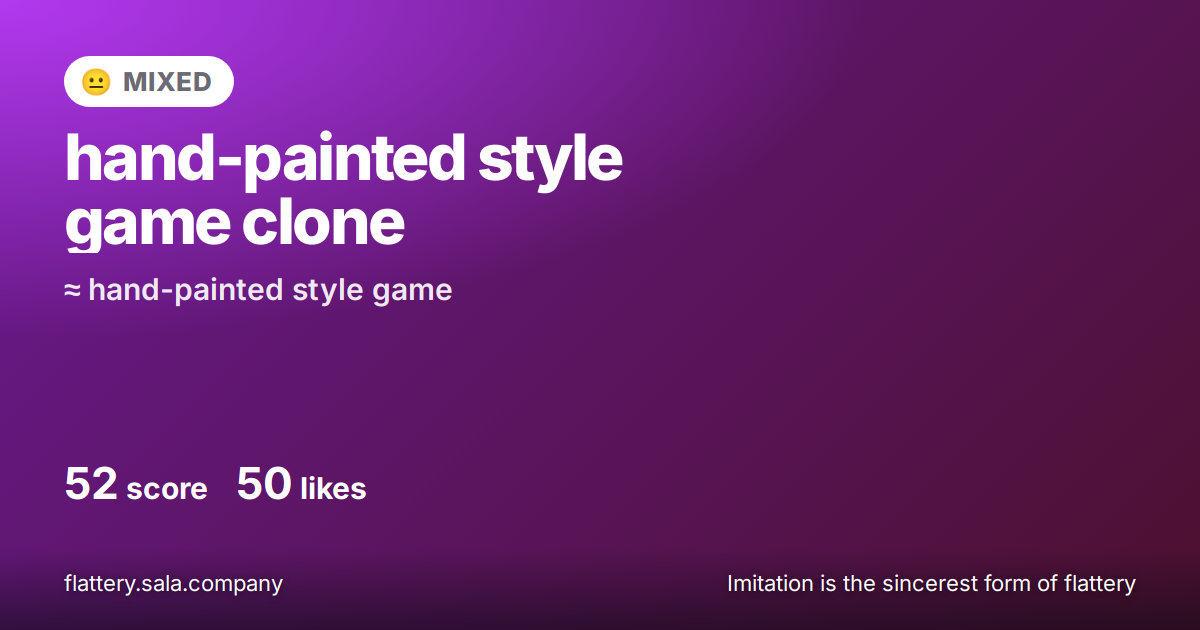 😐 MIXED
hand-painted style
game clone
≈ hand-painted style game
52 score 50 likes
flattery.sala.company
Imitation is the sincerest form of flattery